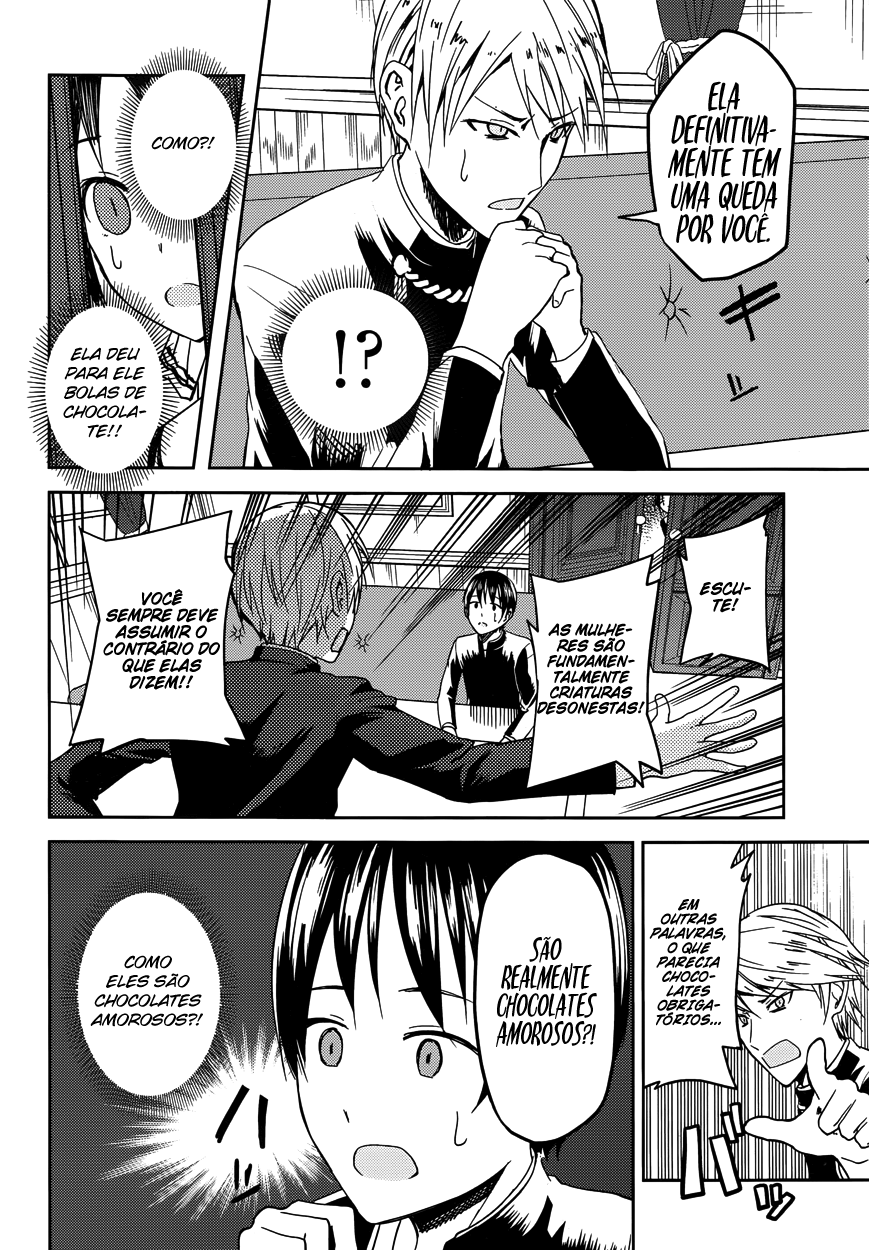 ELA
DEFINITIVA-
MENTE TEM
UMA QUEDA
POR VOCÊ.
!?
COMO?!
ELA DEU
PARA ELE
BOLAS DE
CHOCOLA-
TE!!
ESCU-
TE!
AS MULHE-
RES SÃO
FUNDAMEN-
TALMENTE
CRIATURAS
DESONESTAS!
VOCÊ
SEMPRE DEVE
ASSUMIR O
CONTRÁRIO DO
QUE ELAS
DIZEM!!
EM
OUTRAS
PALAVRAS,
O QUE
PARECIA
CHOCO-
LATES
OBRIGA-
TÓRIOS...
SÃO
REALMENTE
CHOCOLATES
AMOROSOS?!
COMO
ELES SÃO
CHOCOLATES
AMOROSOS?!